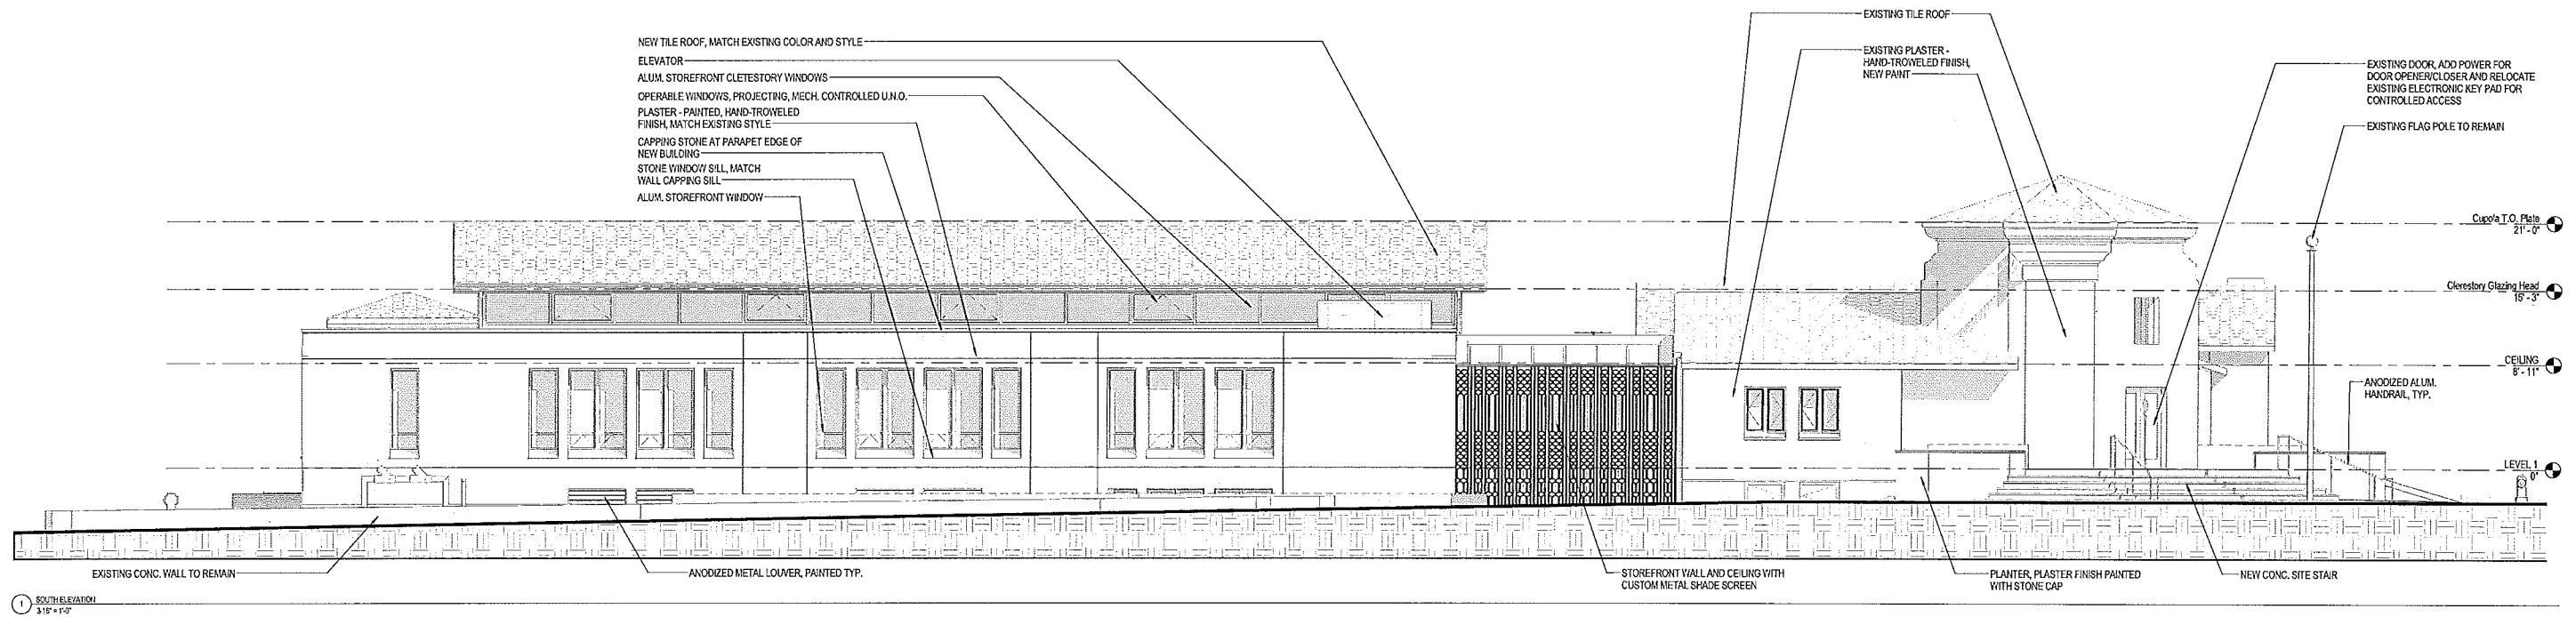 EXISTING TILE ROOF
NEW TILE ROOF, MATCH EXISTING COLOR AND STYLE
ELEVATOR
ALUM. STOREFRONT CLETESTORY WINDOWS
OPERABLE WINDOWS, PROJECTING, MECH. CONTROLLED U.N.O.
PLASTER - PAINTED, HAND-TROWELED
FINISH, MATCH EXISTING STYLE
CAPPING STONE AT PARAPET EDGE OF
NEW BUILDING
STONE WINDOW SILL, MATCH
WALL CAPPING SILL
ALUM. STOREFRONT WINDOW
EXISTING PLASTER -
HAND-TROWELED FINISH,
NEW PAINT
EXISTING DOOR, ADD POWER FOR
DOOR OPENER/CLOSER AND RELOCATE
EXISTING ELECTRONIC KEY PAD FOR
CONTROLLED ACCESS
EXISTING FLAG POLE TO REMAIN
Cupola T.O. Plate
21' - 0"
Clerestory Glazing Head
15' - 3"
CEILING
8' - 11"
ANODIZED ALUM.
HANDRAIL, TYP.
LEVEL 1
0"
EXISTING CONC. WALL TO REMAIN
ANODIZED METAL LOUVER, PAINTED TYP.
STOREFRONT WALL AND CEILING WITH
CUSTOM METAL SHADE SCREEN
PLANTER, PLASTER FINISH PAINTED
WITH STONE CAP
NEW CONC. SITE STAIR
1
SOUTH ELEVATION
3-16" = 1'-0"